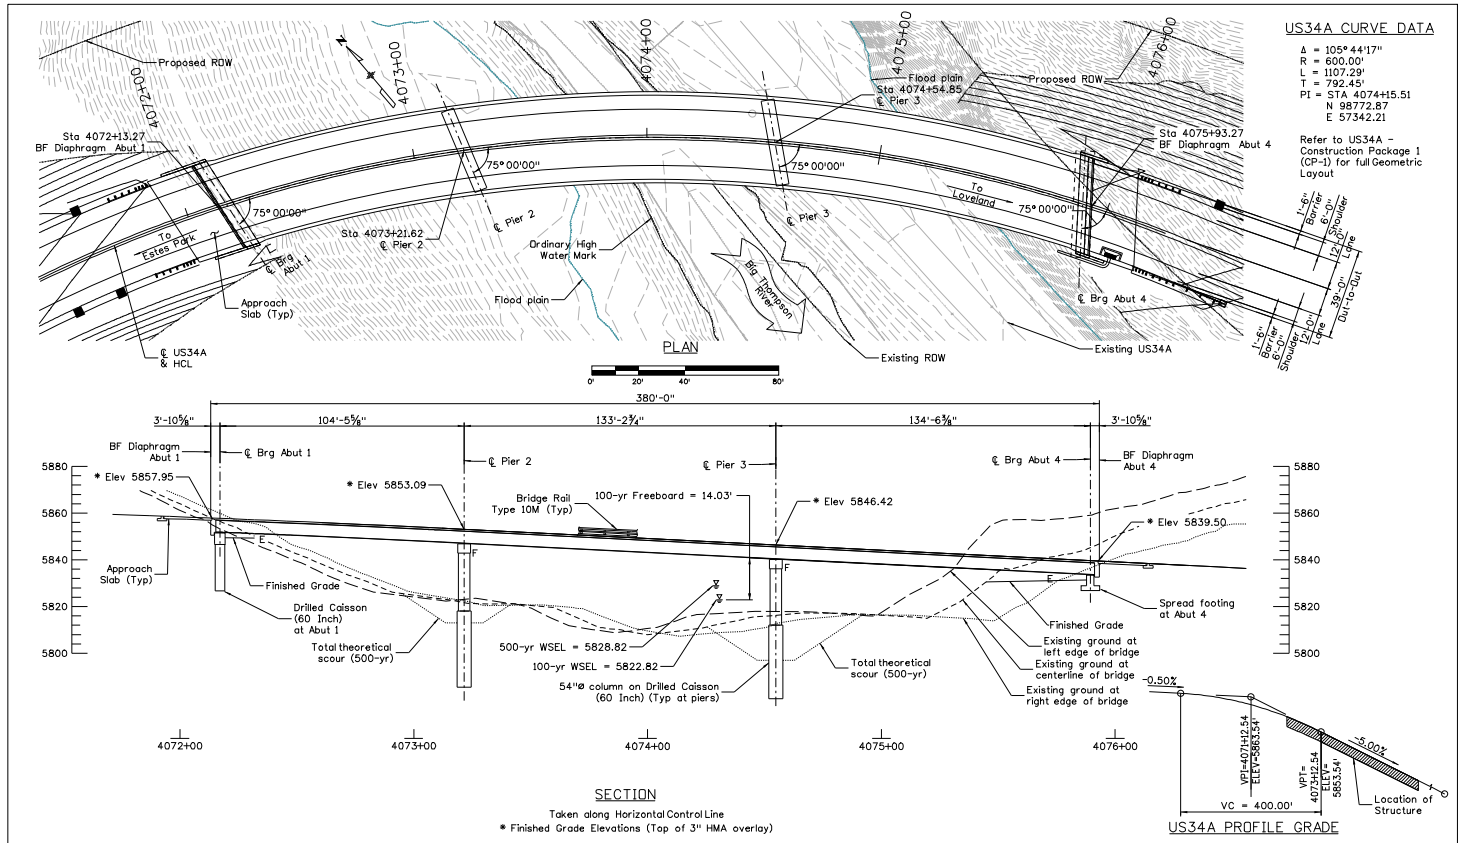 US34A CURVE DATA
Δ = 105° 44'17"
R = 600.00'
L = 1107.29'
T = 792.45'
PI = STA 4074+15.51
N 98772.87
E 57342.21
Refer to US34A -
Construction Package 1
(CP-1) for full Geometric
Layout
Proposed ROW
4072+00
4073+00
4074+00
4075+00
4076+00
N
Flood plain
Proposed ROW
Sta 4074+54.85
℄ Pier 3
Sta 4072+13.27
BF Diaphragm Abut 1
Sta 4075+93.27
BF Diaphragm Abut 4
75° 00'00"
75° 00'00"
75° 00'00"
75° 00'00"
To
Estes Park
To
Loveland
Sta 4073+21.62
℄ Pier 2
℄ Pier 2
℄ Pier 3
℄ Brg
Abut 1
℄ Brg Abut 4
Ordinary High
Water Mark
Big Thompson
River
Approach
Slab (Typ)
Flood plain
℄ US34A
& HCL
Existing ROW
Existing US34A
1'-6"
Barrier
6'-0"
Shoulder
12'-0"
Lane
39'-0"
Out-to-Out
1'-6"
Barrier
6'-0"
Shoulder
12'-0"
Lane
PLAN
0' 20' 40' 80'
380'-0"
3'-10⅝" 104'-5⅝" 133'-2¾" 134'-6⅜" 3'-10⅝"
BF Diaphragm
Abut 1
℄ Brg Abut 1
℄ Pier 2
℄ Pier 3
℄ Brg Abut 4
BF Diaphragm
Abut 4
5880
5860
5840
5820
5800
5880
5860
5840
5820
5800
* Elev 5857.95
* Elev 5853.09
Bridge Rail
Type 10M (Typ)
100-yr Freeboard = 14.03'
* Elev 5846.42
* Elev 5839.50
E
F
F
E
Approach
Slab (Typ)
Finished Grade
Drilled Caisson
(60 Inch)
at Abut 1
Total theoretical
scour (500-yr)
500-yr WSEL = 5828.82
100-yr WSEL = 5822.82
54"Ø column on Drilled Caisson
(60 Inch) (Typ at piers)
Total theoretical
scour (500-yr)
Spread footing
at Abut 4
Finished Grade
Existing ground at
left edge of bridge
Existing ground at
centerline of bridge
Existing ground at
right edge of bridge
4072+00
4073+00
4074+00
4075+00
4076+00
SECTION
Taken along Horizontal Control Line
* Finished Grade Elevations (Top of 3" HMA overlay)
-0.50%
VPI=4071+12.54
ELEV=5863.54'
VPT=
4073+12.54
ELEV=
5853.54'
-5.00%
VC = 400.00'
Location of
Structure
US34A PROFILE GRADE